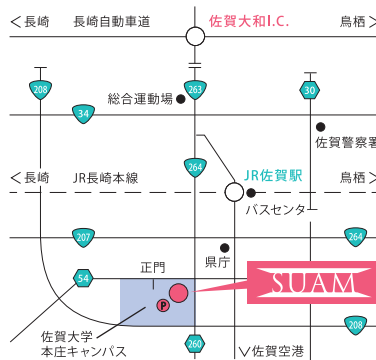 <長崎 長崎自動車道 佐賀大和I.C. 鳥栖>
208
263
30
総合運動場
34
佐賀警察署
264
<長崎 JR長崎本線 JR佐賀駅 鳥栖>
バスセンター
207
264
県庁
正門
54
SUAM
P
208
佐賀大学
本庄キャンパス
260
∨佐賀空港